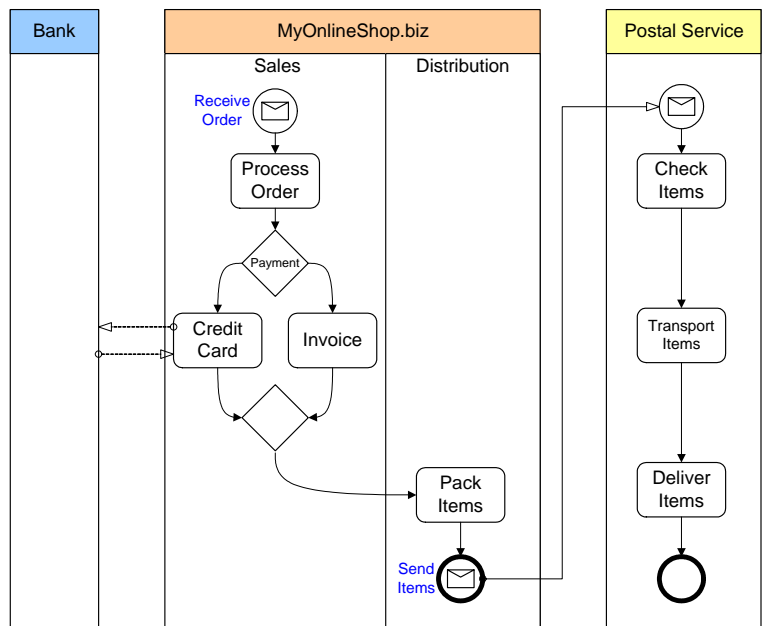 Bank
MyOnlineShop.biz
Postal Service
Sales
Distribution
Receive
Order
Process
Order
Payment
Credit
Card
Invoice
Pack
Items
Send
Items
Check
Items
Transport
Items
Deliver
Items